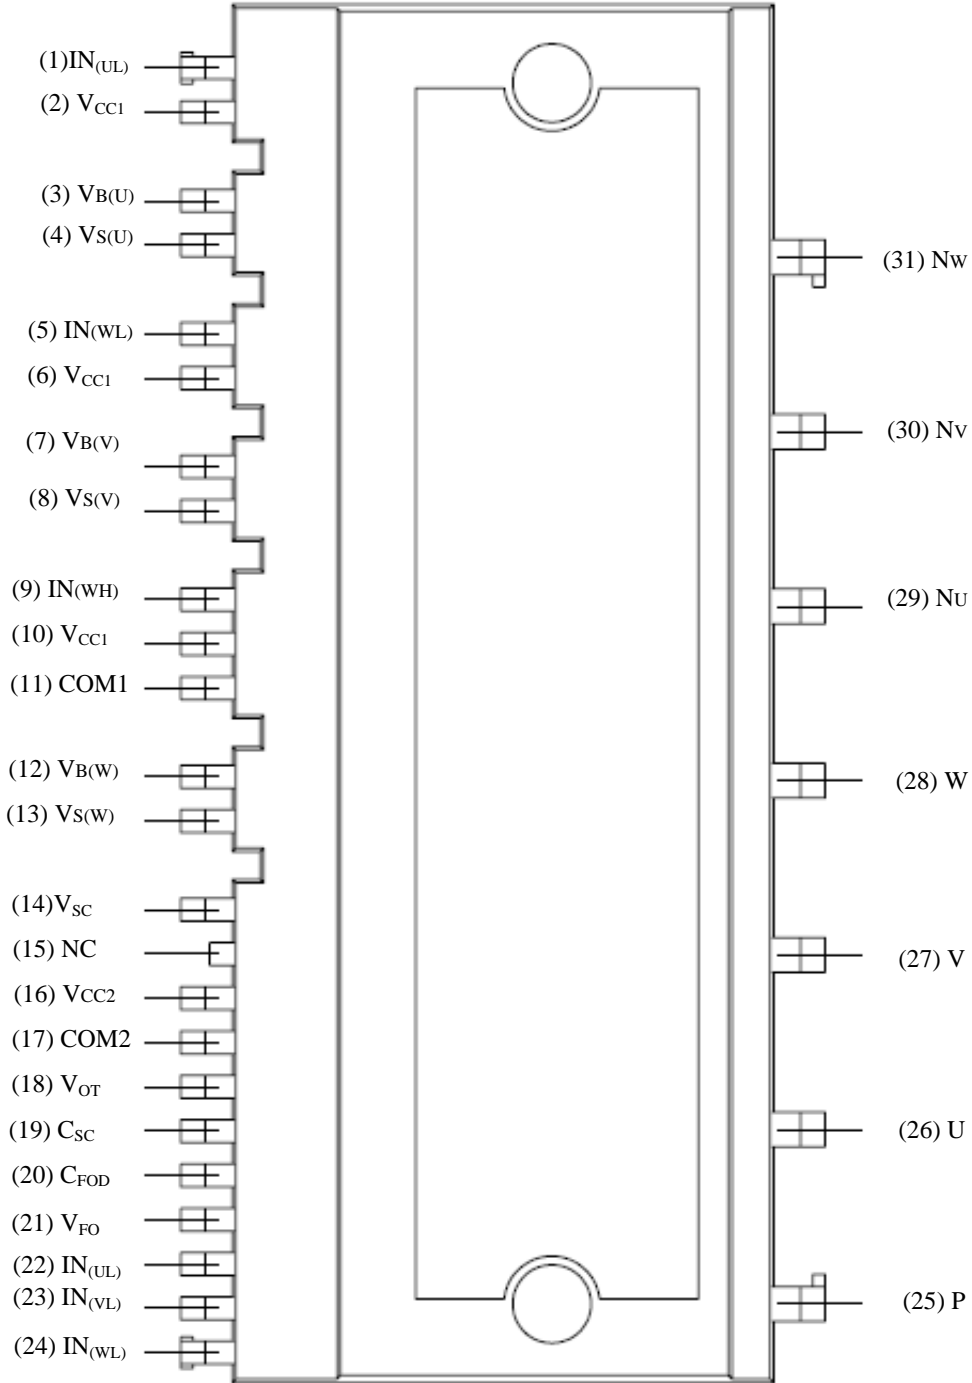 (1)IN(UL)
(2) VCC1
(3) VB(U)
(4) VS(U)
(5) IN(WL)
(6) VCC1
(7) VB(V)
(8) VS(V)
(9) IN(WH)
(10) VCC1
(11) COM1
(12) VB(W)
(13) VS(W)
(14)VSC
(15) NC
(16) VCC2
(17) COM2
(18) VOT
(19) CSC
(20) CFOD
(21) VFO
(22) IN(UL)
(23) IN(VL)
(24) IN(WL)
(31) NW
(30) NV
(29) NU
(28) W
(27) V
(26) U
(25) P